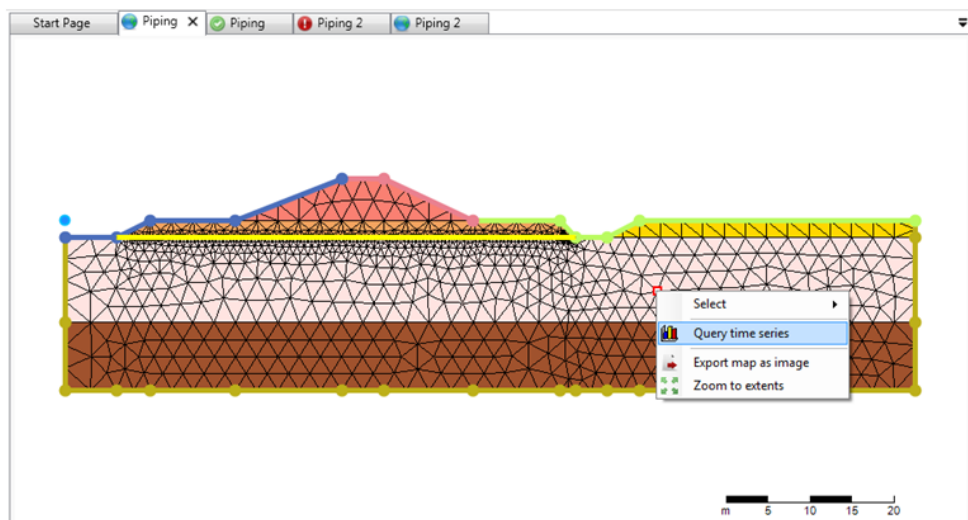 Start Page
Piping
Piping
Piping 2
Piping 2
Select
Query time series
Export map as image
Zoom to extents
m 5 10 15 20